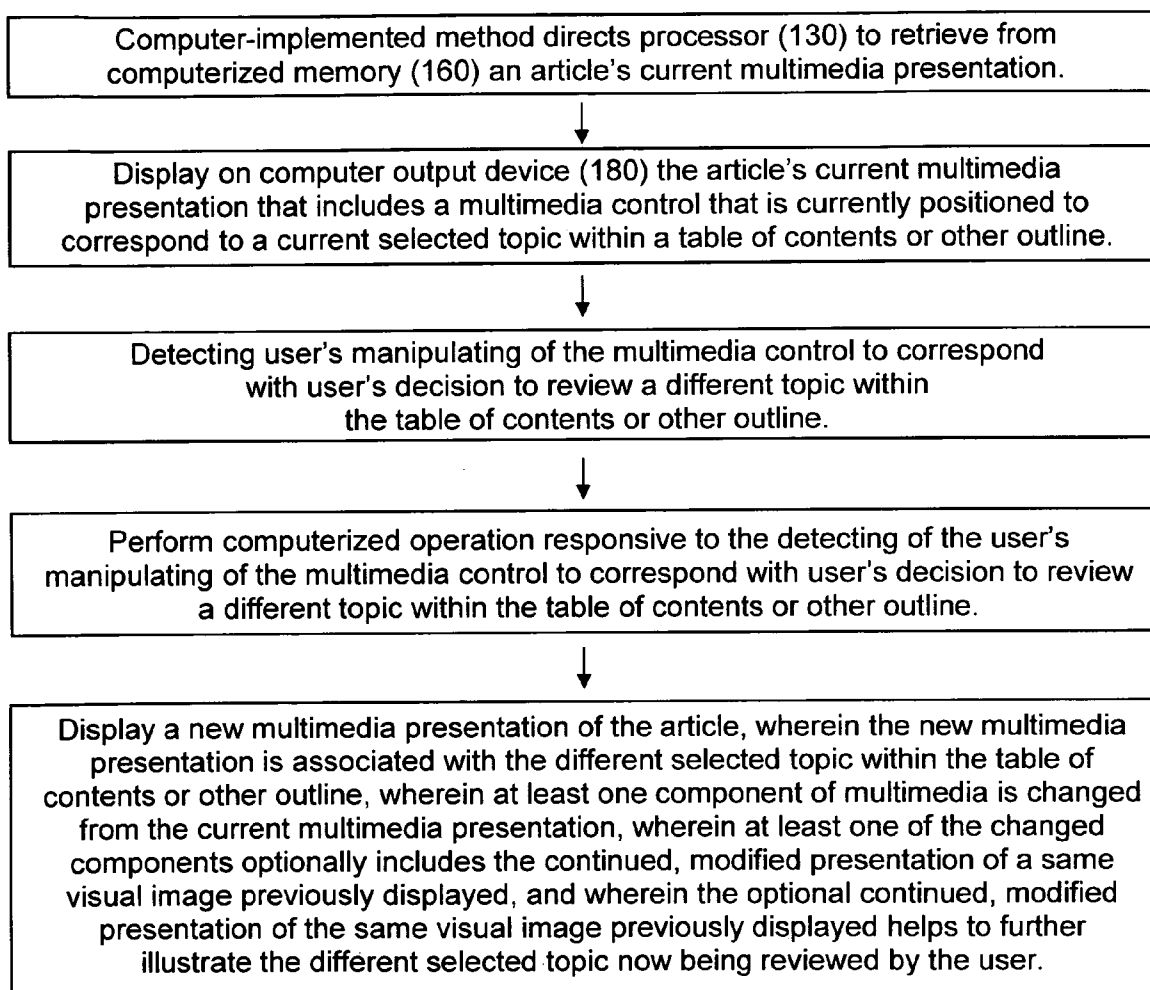 Computer-implemented method directs processor (130) to retrieve from
computerized memory (160) an article's current multimedia presentation.
Display on computer output device (180) the article's current multimedia
presentation that includes a multimedia control that is currently positioned to
correspond to a current selected topic within a table of contents or other outline.
Detecting user's manipulating of the multimedia control to correspond
with user's decision to review a different topic within
the table of contents or other outline.
Perform computerized operation responsive to the detecting of the user's
manipulating of the multimedia control to correspond with user's decision to review
a different topic within the table of contents or other outline.
Display a new multimedia presentation of the article, wherein the new multimedia
presentation is associated with the different selected topic within the table of
contents or other outline, wherein at least one component of multimedia is changed
from the current multimedia presentation, wherein at least one of the changed
components optionally includes the continued, modified presentation of a same
visual image previously displayed, and wherein the optional continued, modified
presentation of the same visual image previously displayed helps to further
illustrate the different selected topic now being reviewed by the user.